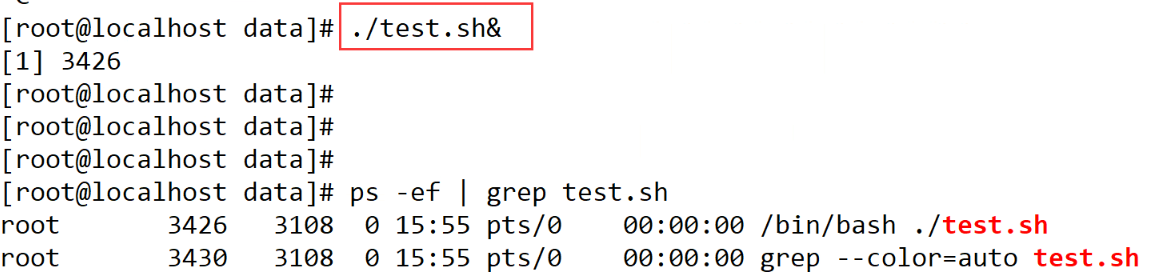 [root@localhost data]# ./test.sh&
[1] 3426
[root@localhost data]#
[root@localhost data]#
[root@localhost data]#
[root@localhost data]# ps -ef | grep test.sh
root       3426   3108  0 15:55 pts/0    00:00:00 /bin/bash ./test.sh
root       3430   3108  0 15:55 pts/0    00:00:00 grep --color=auto test.sh